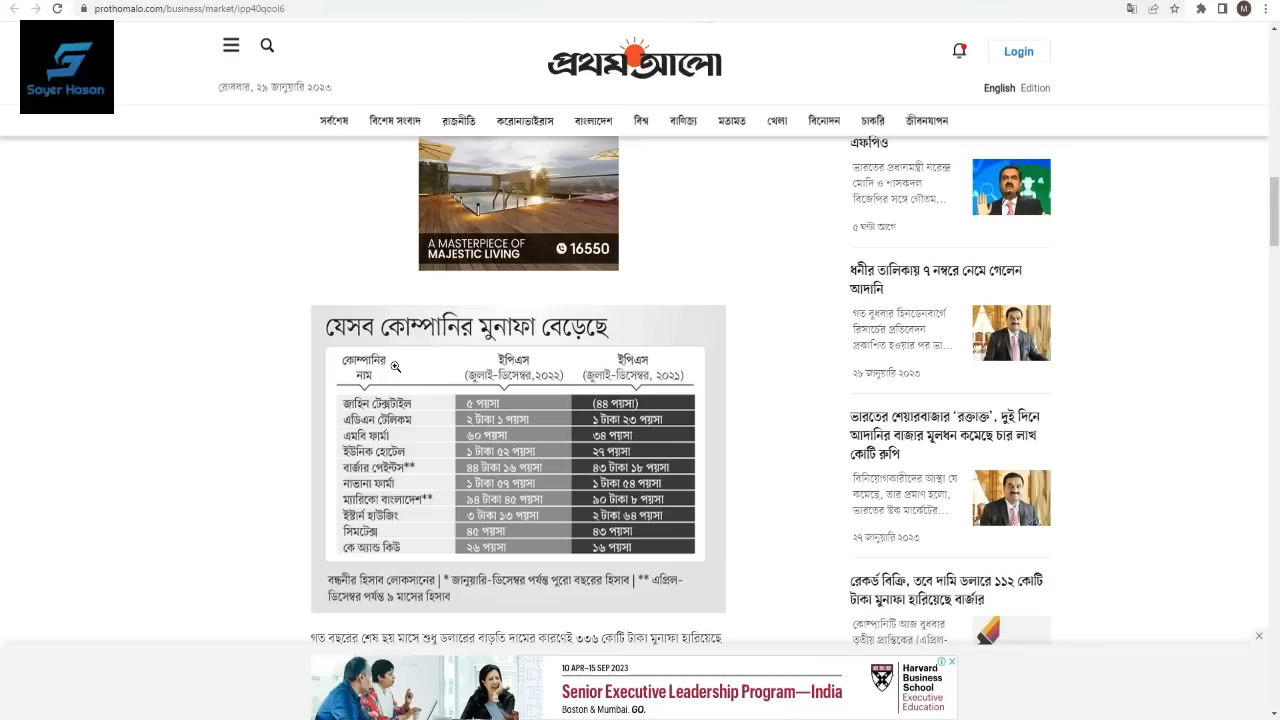 prothomalo.com/business/market/ipp40qooi6
M
Sayer Hasan
প্রথম আলো
Login
রোববার, ২৯ জানুয়ারি ২০২৩
English Edition
সর্বশেষ বিশেষ সংবাদ রাজনীতি করোনাভাইরাস বাংলাদেশ বিশ্ব বাণিজ্য মতামত খেলা বিনোদন চাকরি জীবনযাপন
A MASTERPIECE OF
MAJESTIC LIVING
16550
যেসব কোম্পানির মুনাফা বেড়েছে
কোম্পানির নাম ইপিএস (জুলাই-ডিসেম্বর,২০২২) ইপিএস (জুলাই-ডিসেম্বর, ২০২১)
জাহিন টেক্সটাইল ৫ পয়সা (৪৪ পয়সা)
এডিএন টেলিকম ২ টাকা ১ পয়সা ১ টাকা ২৩ পয়সা
এমবি ফার্মা ৬০ পয়সা ৩৪ পয়সা
ইউনিক হোটেল ১ টাকা ৫২ পয়সা ২৭ পয়সা
বার্জার পেইন্টস** ৪৪ টাকা ১৬ পয়সা ৪৩ টাকা ১৮ পয়সা
নাভানা ফার্মা ১ টাকা ৫৭ পয়সা ১ টাকা ৫৪ পয়সা
ম্যারিকো বাংলাদেশ** ৯৪ টাকা ৪৫ পয়সা ৯০ টাকা ৮ পয়সা
ইস্টার্ন হাউজিং ৩ টাকা ১৩ পয়সা ২ টাকা ৬৪ পয়সা
সিমটেক্স ৪৫ পয়সা ৪৩ পয়সা
কে অ্যান্ড কিউ ২৬ পয়সা ১৬ পয়সা
বন্ধনীর হিসাব লোকসানের | * জানুয়ারি-ডিসেম্বর পর্যন্ত পুরো বছরের হিসাব | ** এপ্রিল-
ডিসেম্বর পর্যন্ত ৯ মাসের হিসাব
গত বছরের শেষ ছয় মাসে শুধু ডলারের বাড়তি দামের কারণেই ৩৩৬ কোটি টাকা মুনাফা হারিয়েছে
এফপিও
ভারতের প্রধানমন্ত্রী নরেন্দ্র
মোদি ও শাসকদল
বিজেপির সঙ্গে গৌতম...
৫ ঘণ্টা আগে
ধনীর তালিকায় ৭ নম্বরে নেমে গেলেন
আদানি
গত বুধবার হিনডেনবার্গ
রিসার্চের প্রতিবেদন
প্রকাশিত হওয়ার পর ভা...
২৮ জানুয়ারি ২০২৩
ভারতের শেয়ারবাজার ‘রক্তাক্ত’, দুই দিনে
আদানির বাজার মূলধন কমেছে চার লাখ
কোটি রুপি
বিনিয়োগকারীদের আস্থা যে
কমেছে, তার প্রমাণ হলো,
ভারতের স্টক মার্কেটের...
২৭ জানুয়ারি ২০২৩
রেকর্ড বিক্রি, তবে দামি ডলারে ১১২ কোটি
টাকা মুনাফা হারিয়েছে বার্জার
কোম্পানিটি আজ বুধবার
তৃতীয় প্রান্তিকের (এপ্রিল-
10 APR–15 SEP 2023
Senior Executive Leadership Program—India
Boston & Mumbai. GO.
Harvard
Business
School
Executive
Education